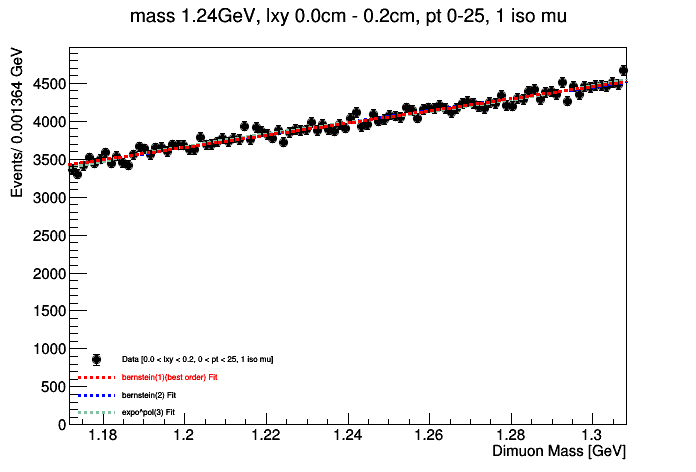 mass 1.24GeV, lxy 0.0cm - 0.2cm, pt 0-25, 1 iso mu
Events/ 0.001364 GeV
4500
4000
3500
3000
2500
2000
1500
1000
500
0
Data [0.0 < lxy < 0.2, 0 < pt < 25, 1 iso mu]
bernstein(1)(best order) Fit
bernstein(2) Fit
expo^pol(3) Fit
1.18 1.2 1.22 1.24 1.26 1.28 1.3
Dimuon Mass [GeV]